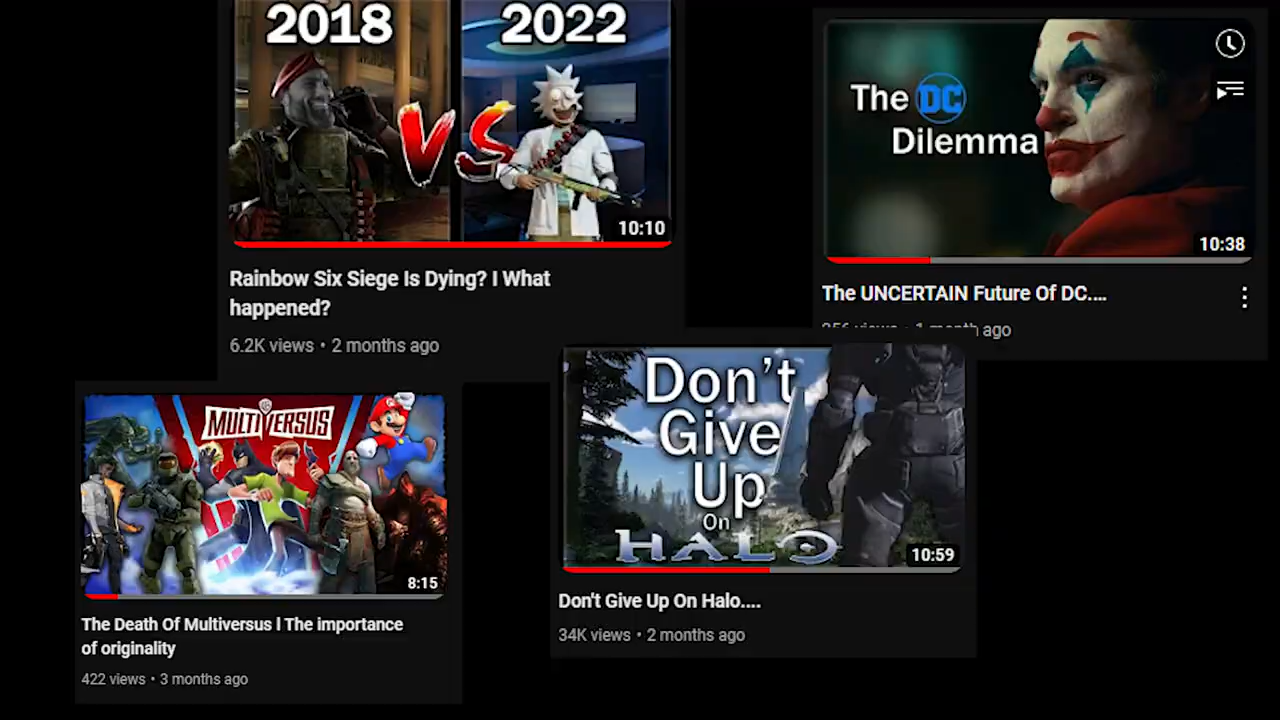 2018
2022
VS
10:10
Rainbow Six Siege Is Dying? I What
happened?
6.2K views • 2 months ago
The DC
Dilemma
10:38
The UNCERTAIN Future Of DC....
views • 1 month ago
MULTIVERSUS
8:15
The Death Of Multiversus l The importance
of originality
422 views • 3 months ago
Don't
Give
Up
On
HALO
10:59
Don't Give Up On Halo....
34K views • 2 months ago